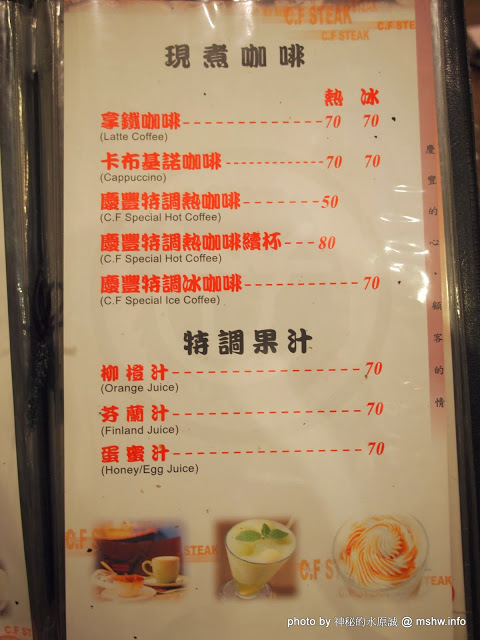 C.F STEAK
C.F STEAK
C.F STEAK
現煮咖啡
熱 冰
拿鐵咖啡--------------70 70
(Latte Coffee)
卡布基諾咖啡------------70 70
(Cappuccino)
慶豐特調熱咖啡-------50
(C.F Special Hot Coffee)
慶豐特調熱咖啡續杯---80
(C.F Special Hot Coffee)
慶豐特調冰咖啡-----------70
(C.F Special Ice Coffee)
特調果汁
柳橙汁-----------------70
(Orange Juice)
芬蘭汁-----------------70
(Finland Juice)
蛋蜜汁-----------------70
(Honey/Egg Juice)
慶豐的心，顧客的情
C.F
STEAK
C.F STEAK
photo by 神秘的水原誠 @ mshw.info